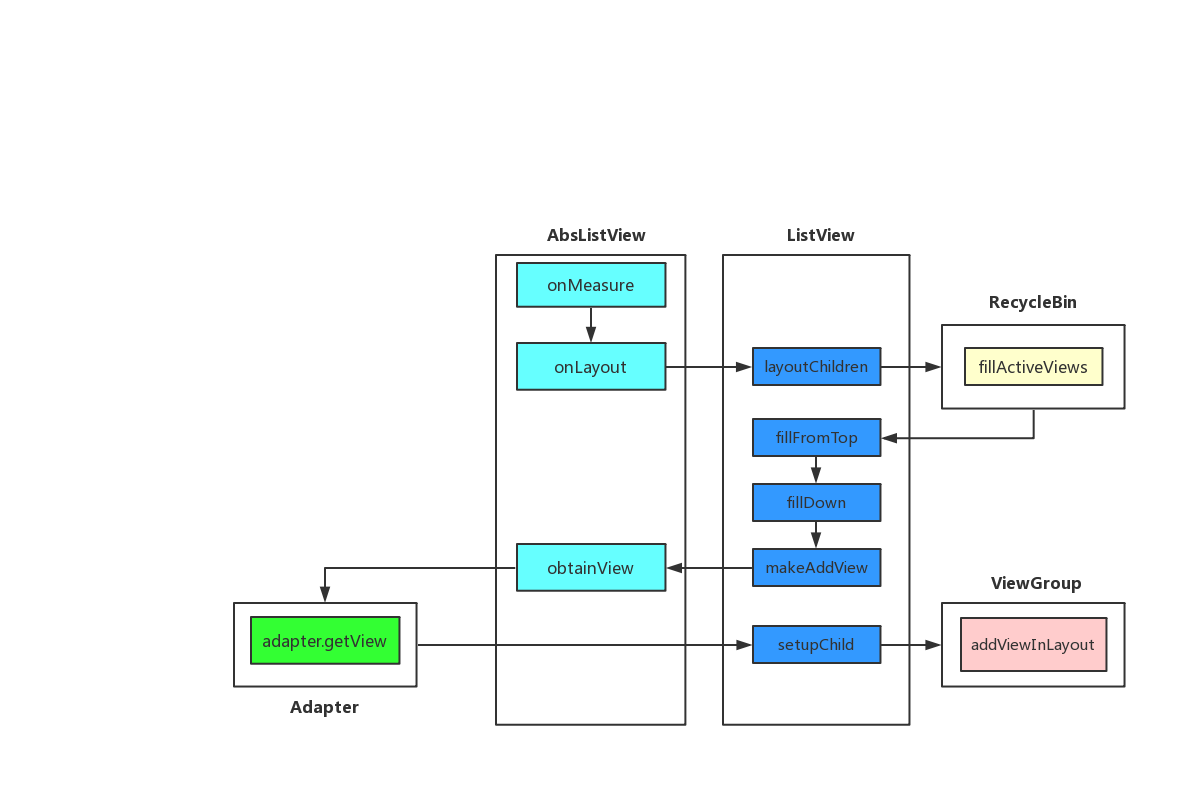 AbsListView
ListView
onMeasure
RecycleBin
onLayout
layoutChildren
fillActiveViews
fillFromTop
fillDown
obtainView
makeAddView
ViewGroup
adapter.getView
setupChild
addViewInLayout
Adapter